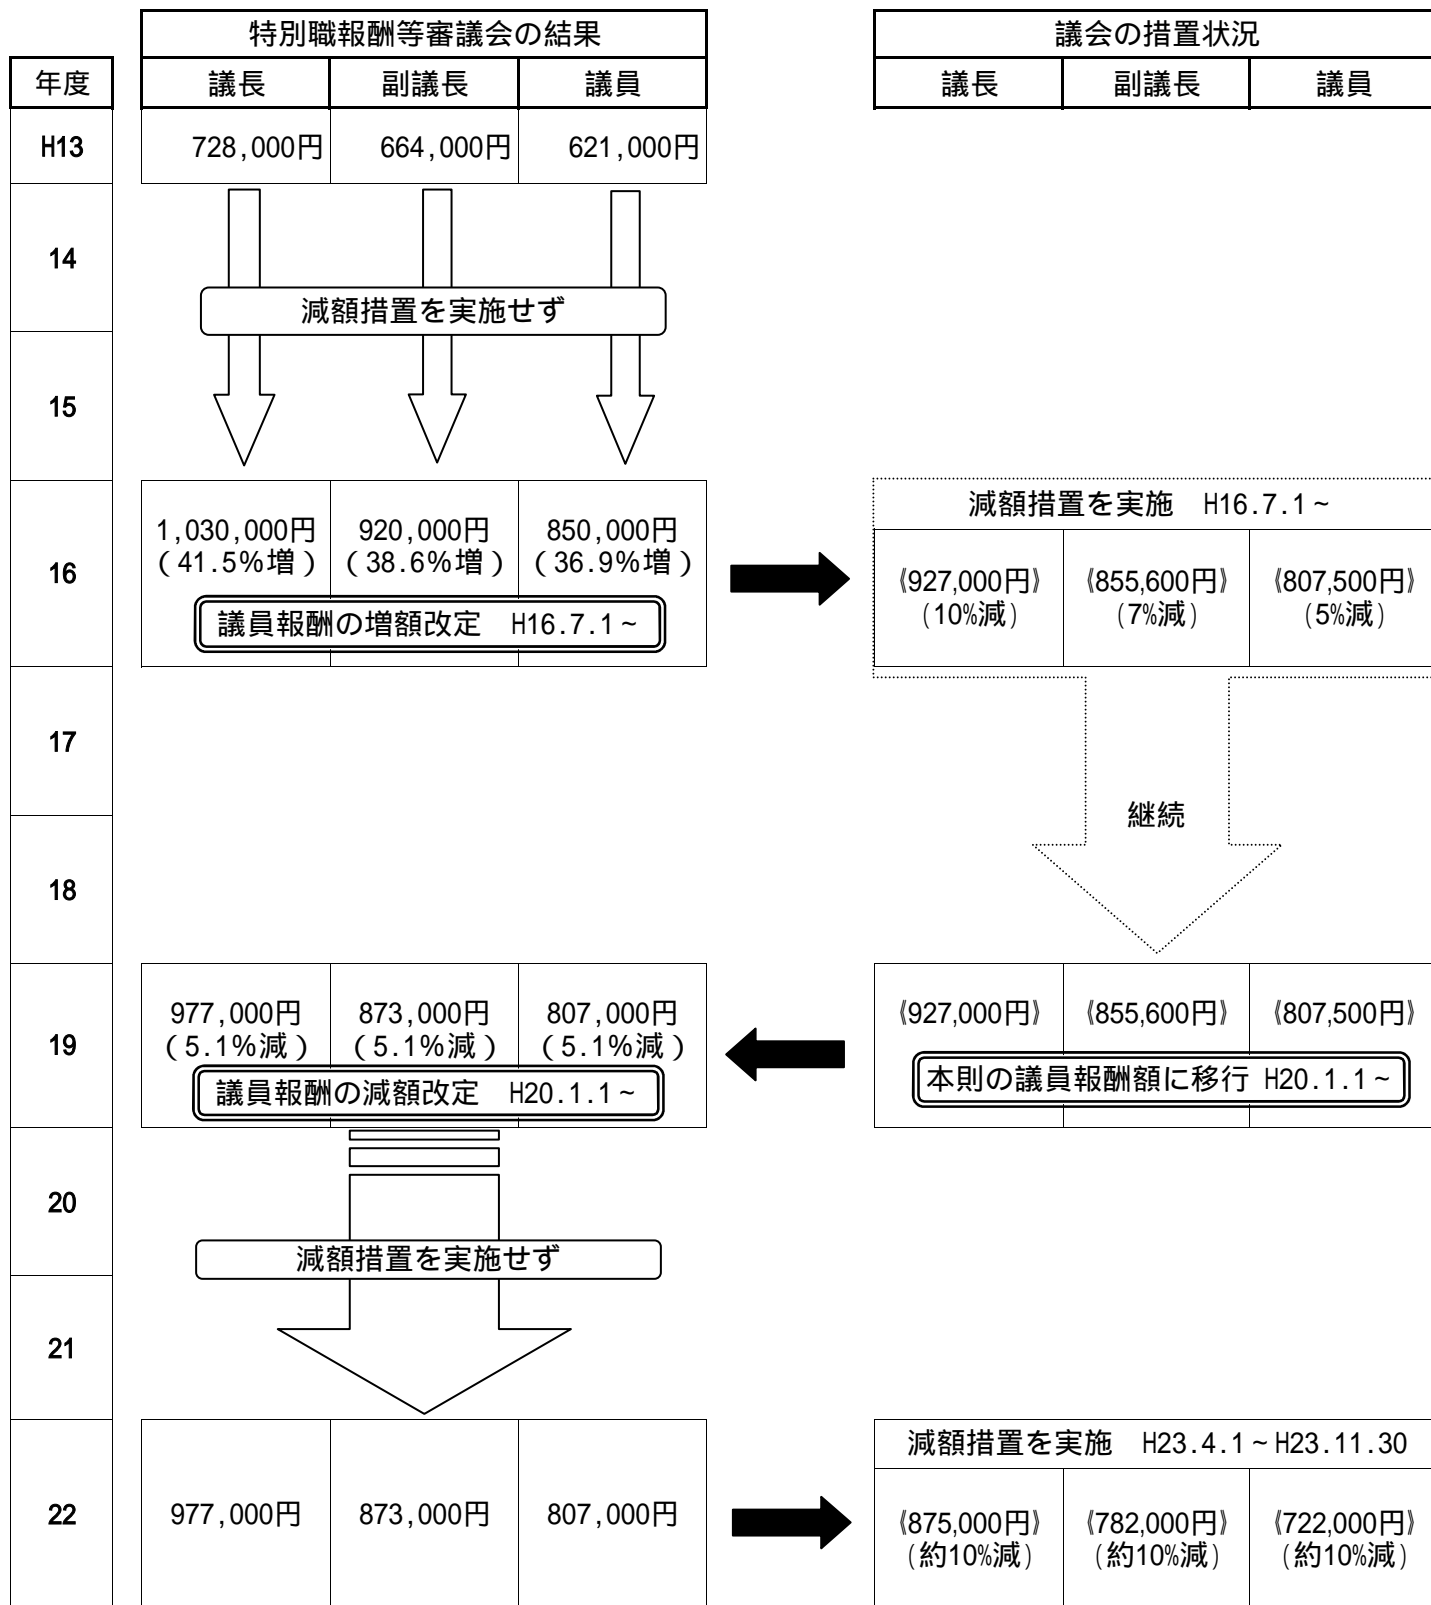 特別職報酬等審議会の結果
議会の措置状況
年度 議長 副議長 議員 議長 副議長 議員
H13 728,000円 664,000円 621,000円
14
減額措置を実施せず
15
減額措置を実施 H16.7.1~
16
1,030,000円 920,000円 850,000円
(41.5%増) (38.6%増) (36.9%増)
議員報酬の増額改定 H16.7.1~
《927,000円》 《855,600円》 《807,500円》
(10%減) (7%減) (5%減)
17
継続
18
19
977,000円 873,000円 807,000円
(5.1%減) (5.1%減) (5.1%減)
議員報酬の減額改定 H20.1.1~
《927,000円》 《855,600円》 《807,500円》
本則の議員報酬額に移行 H20.1.1~
20
減額措置を実施せず
21
減額措置を実施 H23.4.1~H23.11.30
22 977,000円 873,000円 807,000円
《875,000円》 《782,000円》 《722,000円》
(約10%減) (約10%減) (約10%減)